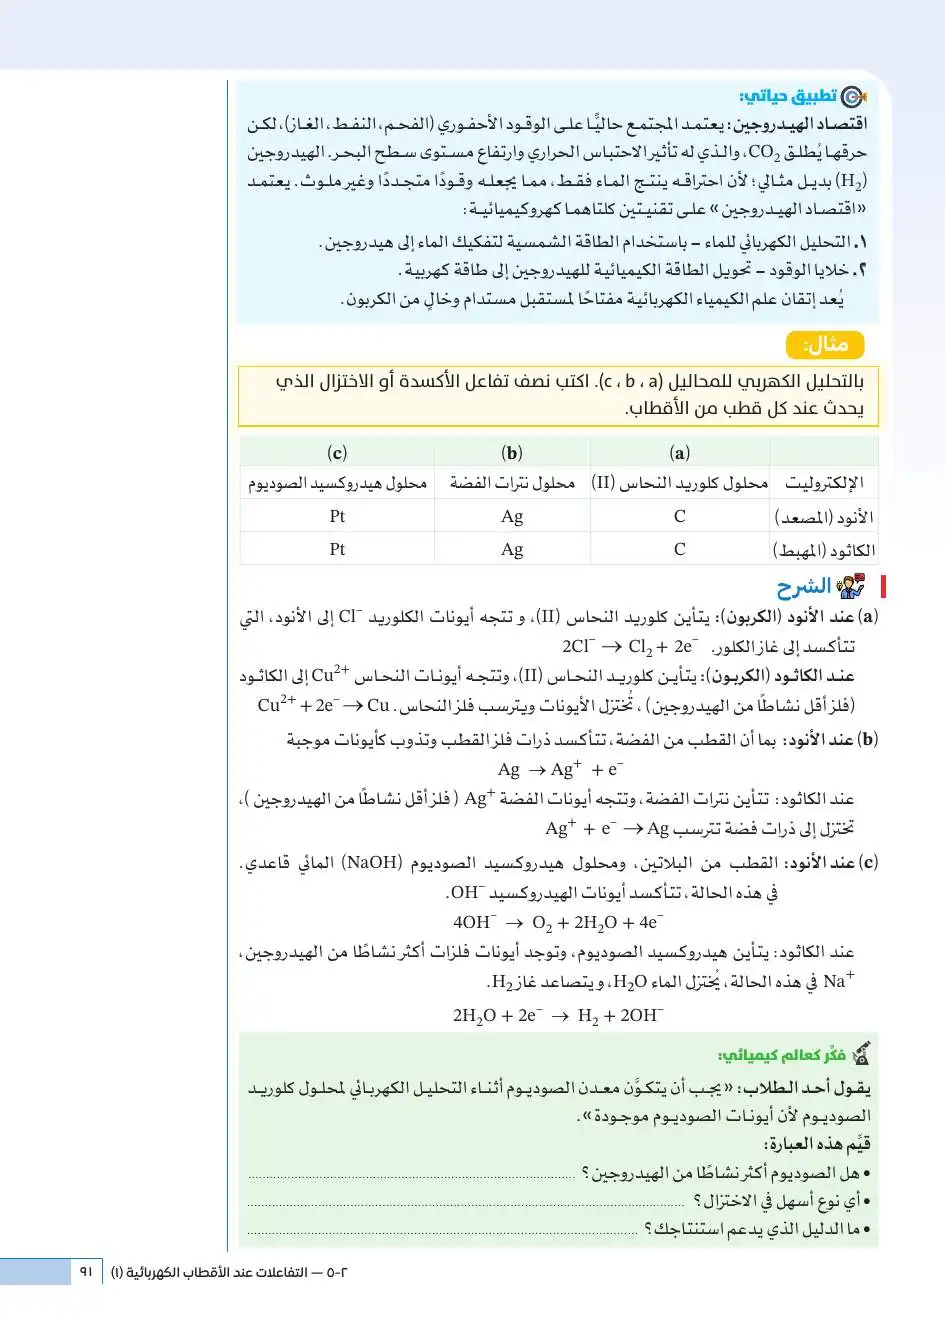 تطبيق حياتي:
اقتصاد الهيدروجين: يعتمد المجتمع حاليًّا على الوقود الأحفوري (الفحم، النفط، الغاز)، لكن
حرقها يُطلق CO₂، والذي له تأثير الاحتباس الحراري وارتفاع مستوى سطح البحر. الهيدروجين
(H₂) بديل مثالي؛ لأن احتراقه ينتج الماء فقط، مما يجعله وقودًا متجددًا وغير ملوث. يعتمد
«اقتصاد الهيدروجين» على تقنيتين كلتاهما كهروكيميائية:
١. التحليل الكهربائي للماء – باستخدام الطاقة الشمسية لتفكيك الماء إلى هيدروجين.
٢. خلايا الوقود – تحويل الطاقة الكيميائية للهيدروجين إلى طاقة كهربية.
يُعد إتقان علم الكيمياء الكهربائية مفتاحًا لمستقبل مستدام وخالٍ من الكربون.
مثال:
بالتحليل الكهربي للمحاليل (c ، b ، a). اكتب نصف تفاعل الأكسدة أو الاختزال الذي
يحدث عند كل قطب من الأقطاب.
(a) (b) (c)
الإلكتروليت محلول كلوريد النحاس (II) محلول نترات الفضة محلول هيدروكسيد الصوديوم
الأنود (المصعد) C Ag Pt
الكاثود (المهبط) C Ag Pt
الشرح
(a) عند الأنود (الكربون): يتأين كلوريد النحاس (II)، و تتجه أيونات الكلوريد Cl⁻ إلى الأنود، التي
تتأكسد إلى غاز الكلور. 2Cl⁻ → Cl₂ + 2e⁻
عند الكاثود (الكربون): يتأين كلوريد النحاس (II)، وتتجه أيونات النحاس Cu²⁺ إلى الكاثود
(فلز أقل نشاطًا من الهيدروجين) ، تُختزل الأيونات ويترسب فلز النحاس. Cu²⁺ + 2e⁻ → Cu
(b) عند الأنود: بما أن القطب من الفضة، تتأكسد ذرات فلز القطب وتذوب كأيونات موجبة
Ag → Ag⁺ + e⁻
عند الكاثود: تتأين نترات الفضة، وتتجه أيونات الفضة Ag⁺ ( فلز أقل نشاطًا من الهيدروجين )،
تختزل إلى ذرات فضة تترسب Ag⁺ + e⁻ → Ag
(c) عند الأنود: القطب من البلاتين، ومحلول هيدروكسيد الصوديوم (NaOH) المائي قاعدي.
في هذه الحالة، تتأكسد أيونات الهيدروكسيد OH⁻.
4OH⁻ → O₂ + 2H₂O + 4e⁻
عند الكاثود: يتأين هيدروكسيد الصوديوم، وتوجد أيونات فلزات أكثر نشاطًا من الهيدروجين،
Na⁺ في هذه الحالة، يُختزل الماء H₂O، ويتصاعد غاز H₂.
2H₂O + 2e⁻ → H₂ + 2OH⁻
فكِّر كعالم كيميائي:
يقول أحد الطلاب: «يجب أن يتكوَّن معدن الصوديوم أثناء التحليل الكهربائي لمحلول كلوريد
الصوديوم لأن أيونات الصوديوم موجودة».
قيِّم هذه العبارة:
• هل الصوديوم أكثر نشاطًا من الهيدروجين؟
• أي نوع أسهل في الاختزال؟
• ما الدليل الذي يدعم استنتاجك؟
٢-٥ — التفاعلات عند الأقطاب الكهربائية (١) ٩١